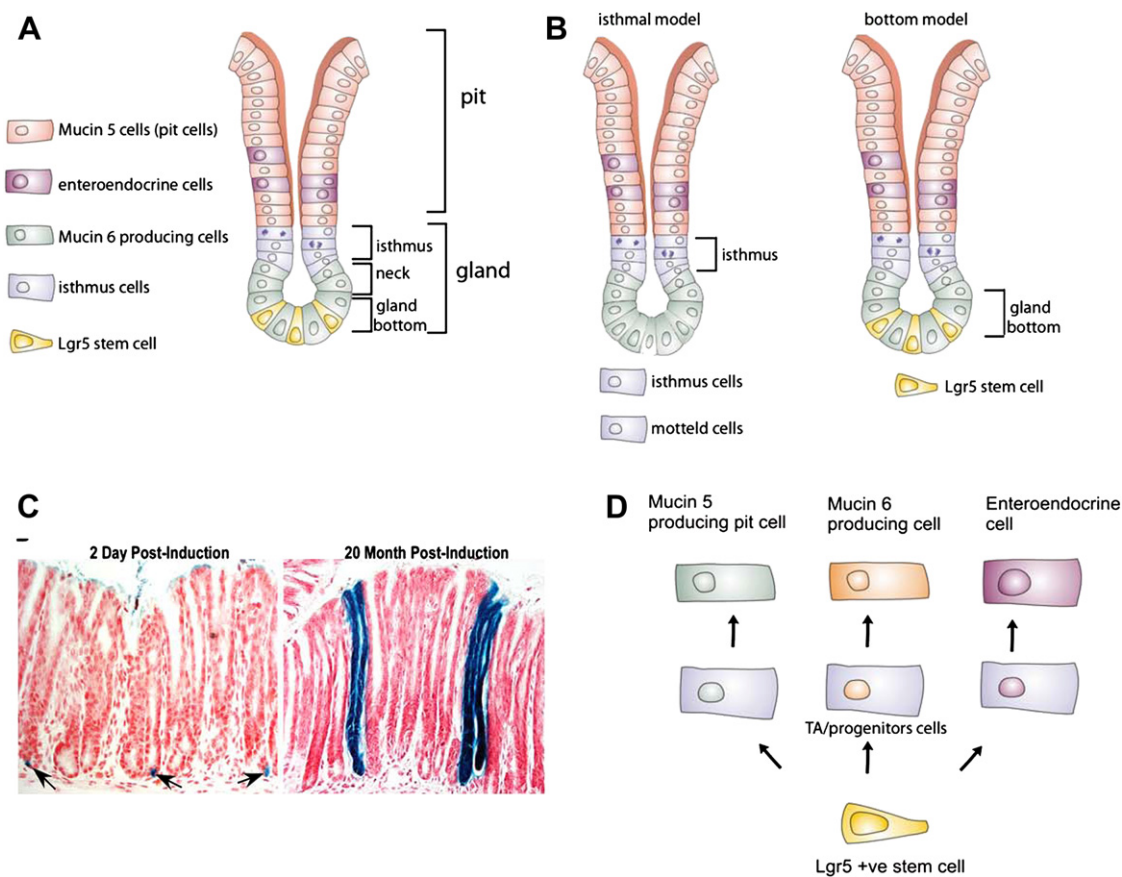 A
Mucin 5 cells (pit cells)
enteroendocrine cells
Mucin 6 producing cells
isthmus cells
Lgr5 stem cell
pit
isthmus
neck
gland
bottom
gland
B
isthmal model
bottom model
isthmus
gland
bottom
isthmus cells
motteld cells
Lgr5 stem cell
C
2 Day Post-Induction
20 Month Post-Induction
D
Mucin 5
producing pit cell
Mucin 6
producing cell
Enteroendocrine
cell
TA/progenitors cells
Lgr5 +ve stem cell